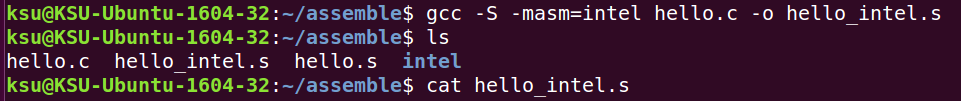 ksu@KSU-Ubuntu-1604-32:~/assemble$ gcc -S -masm=intel hello.c -o hello_intel.s
ksu@KSU-Ubuntu-1604-32:~/assemble$ ls
hello.c  hello_intel.s  hello.s  intel
ksu@KSU-Ubuntu-1604-32:~/assemble$ cat hello_intel.s